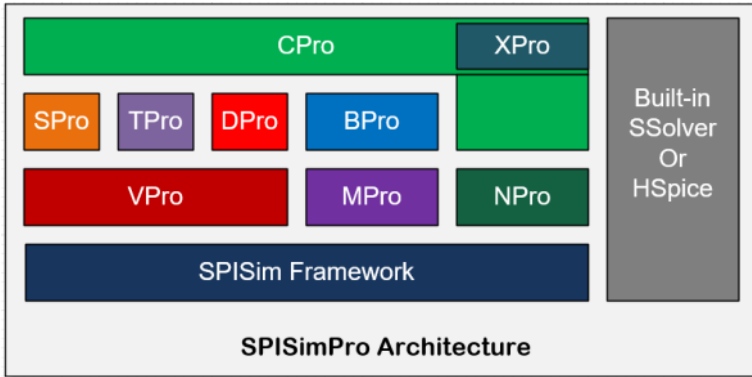 CPro
XPro
SPro
TPro
DPro
BPro
VPro
MPro
NPro
SPISim Framework
Built-in
SSolver
Or
HSpice
SPISimPro Architecture